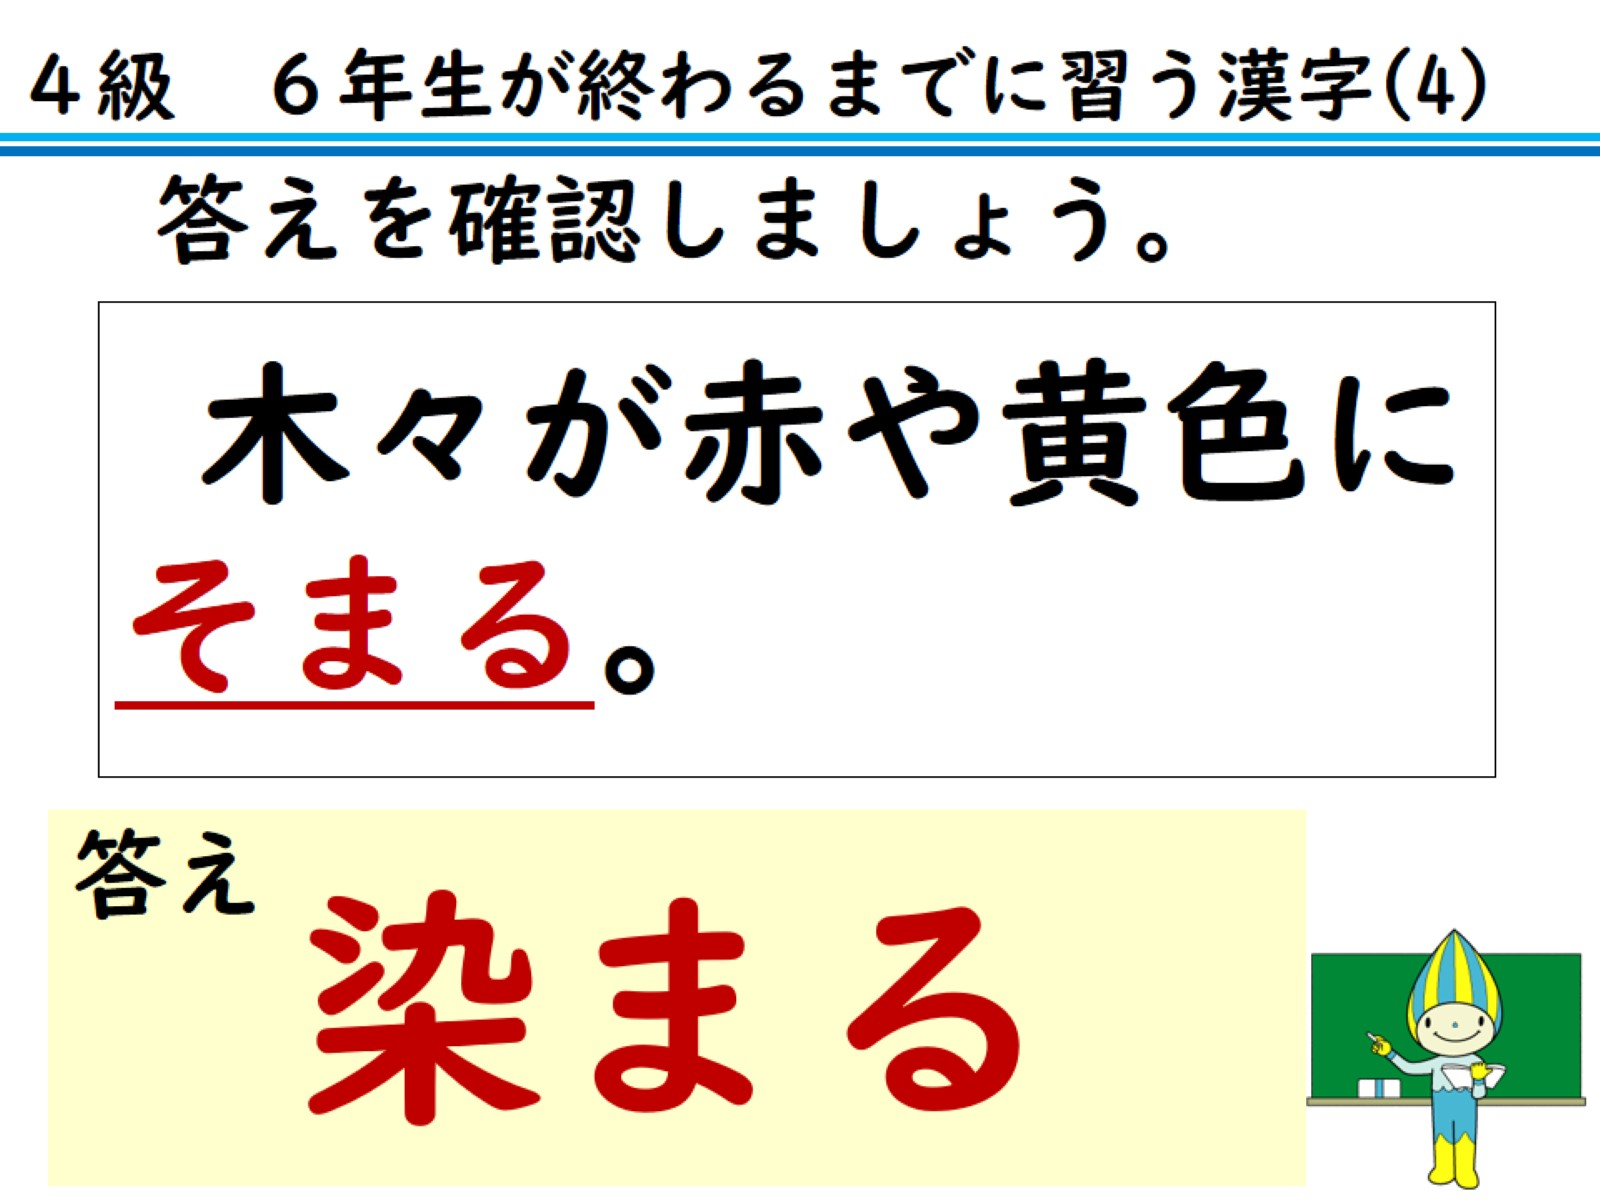 ４級　６年生が終わるまでに習う漢字(4)
答えを確認しましょう。
木々が赤や黄色に
そまる。
答え
染まる